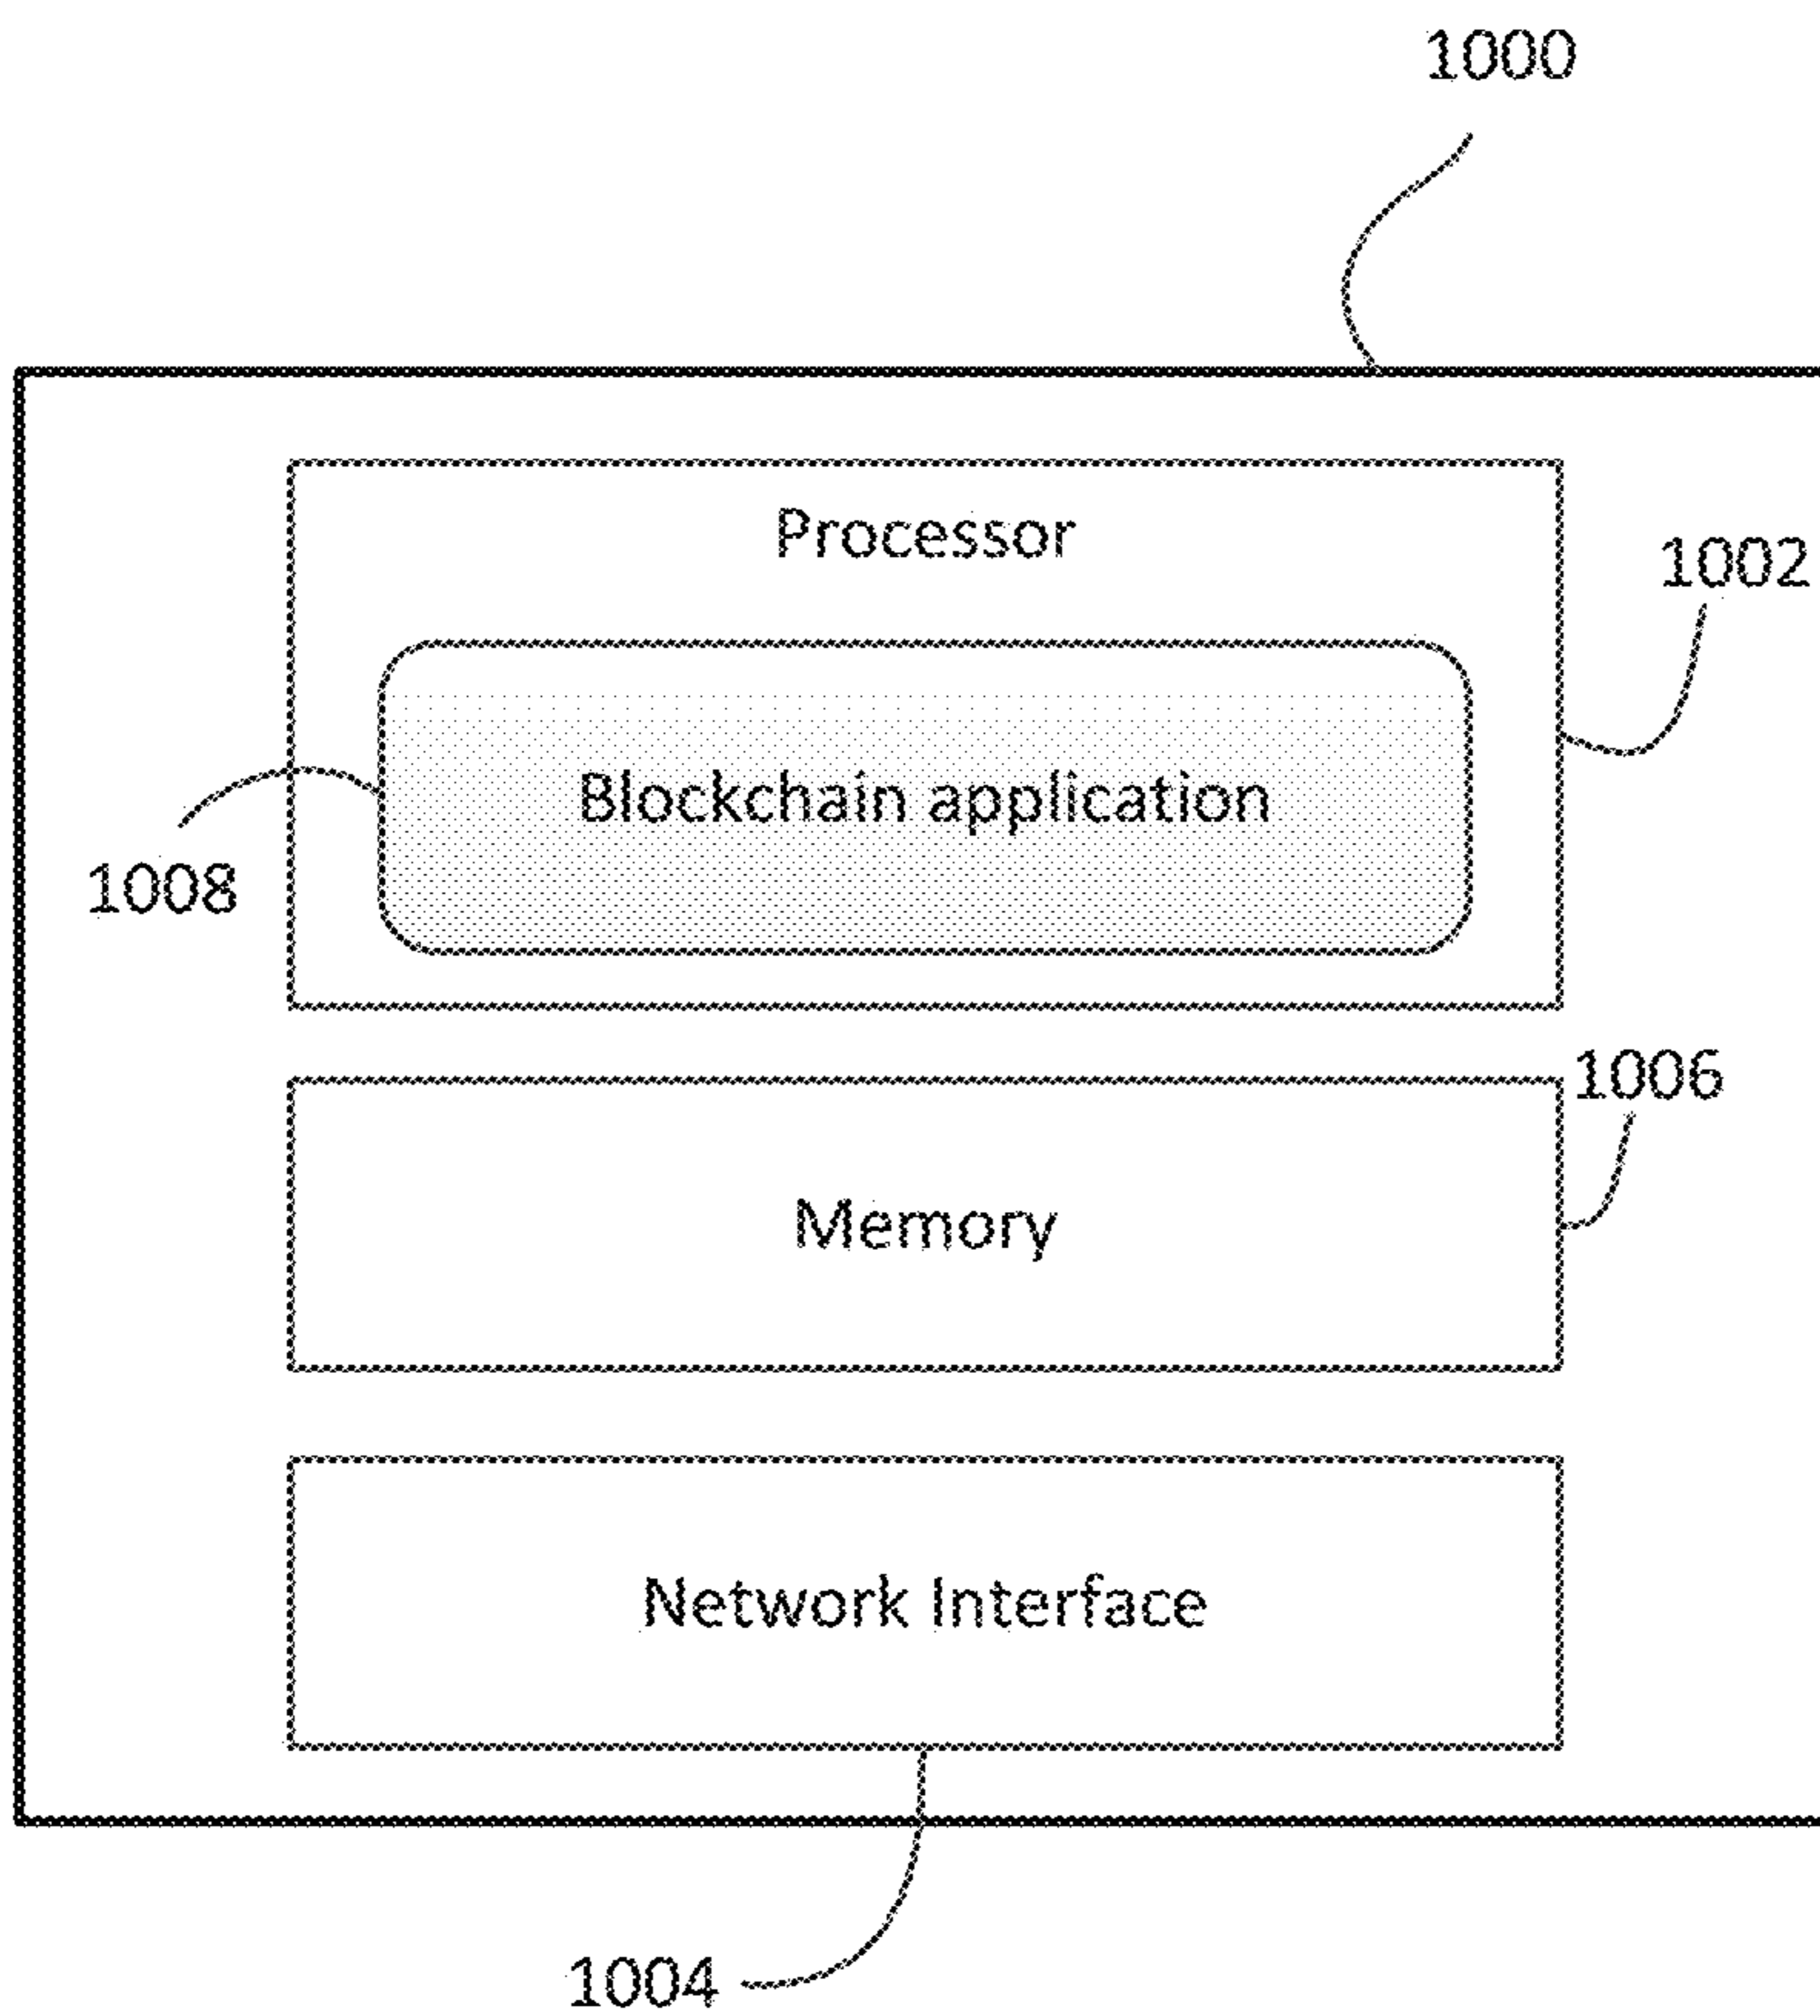 1000
Processor
1002
Blockchain application
1008
1006
Memory
Network Interface
1004